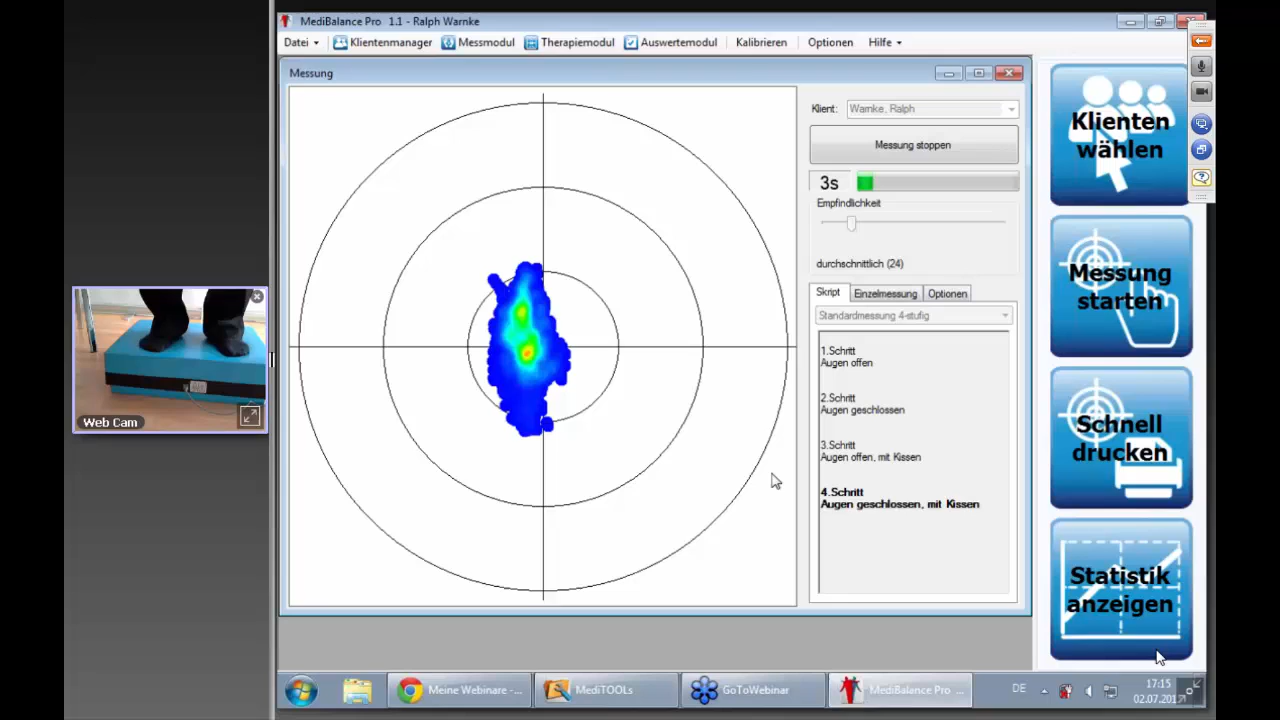 MediBalance Pro 1.1 - Ralph Warnke
Datei
Klientenmanager
Messmodul
Therapiemodul
Auswertemodul
Kalibrieren
Optionen
Hilfe
Messung
Klient:
Warnke, Ralph
Messung stoppen
3s
Empfindlichkeit
durchschnittlich (24)
Skript
Einzelmessung
Optionen
Standardmessung 4-stufig
1.Schritt
Augen offen
2.Schritt
Augen geschlossen
3.Schritt
Augen offen, mit Kissen
4.Schritt
Augen geschlossen, mit Kissen
Klienten
wählen
Messung
starten
Schnell
drucken
Statistik
anzeigen
Web Cam
Meine Webinare - ...
MediTOOLs
GoToWebinar
MediBalance Pro ...
DE
17:15